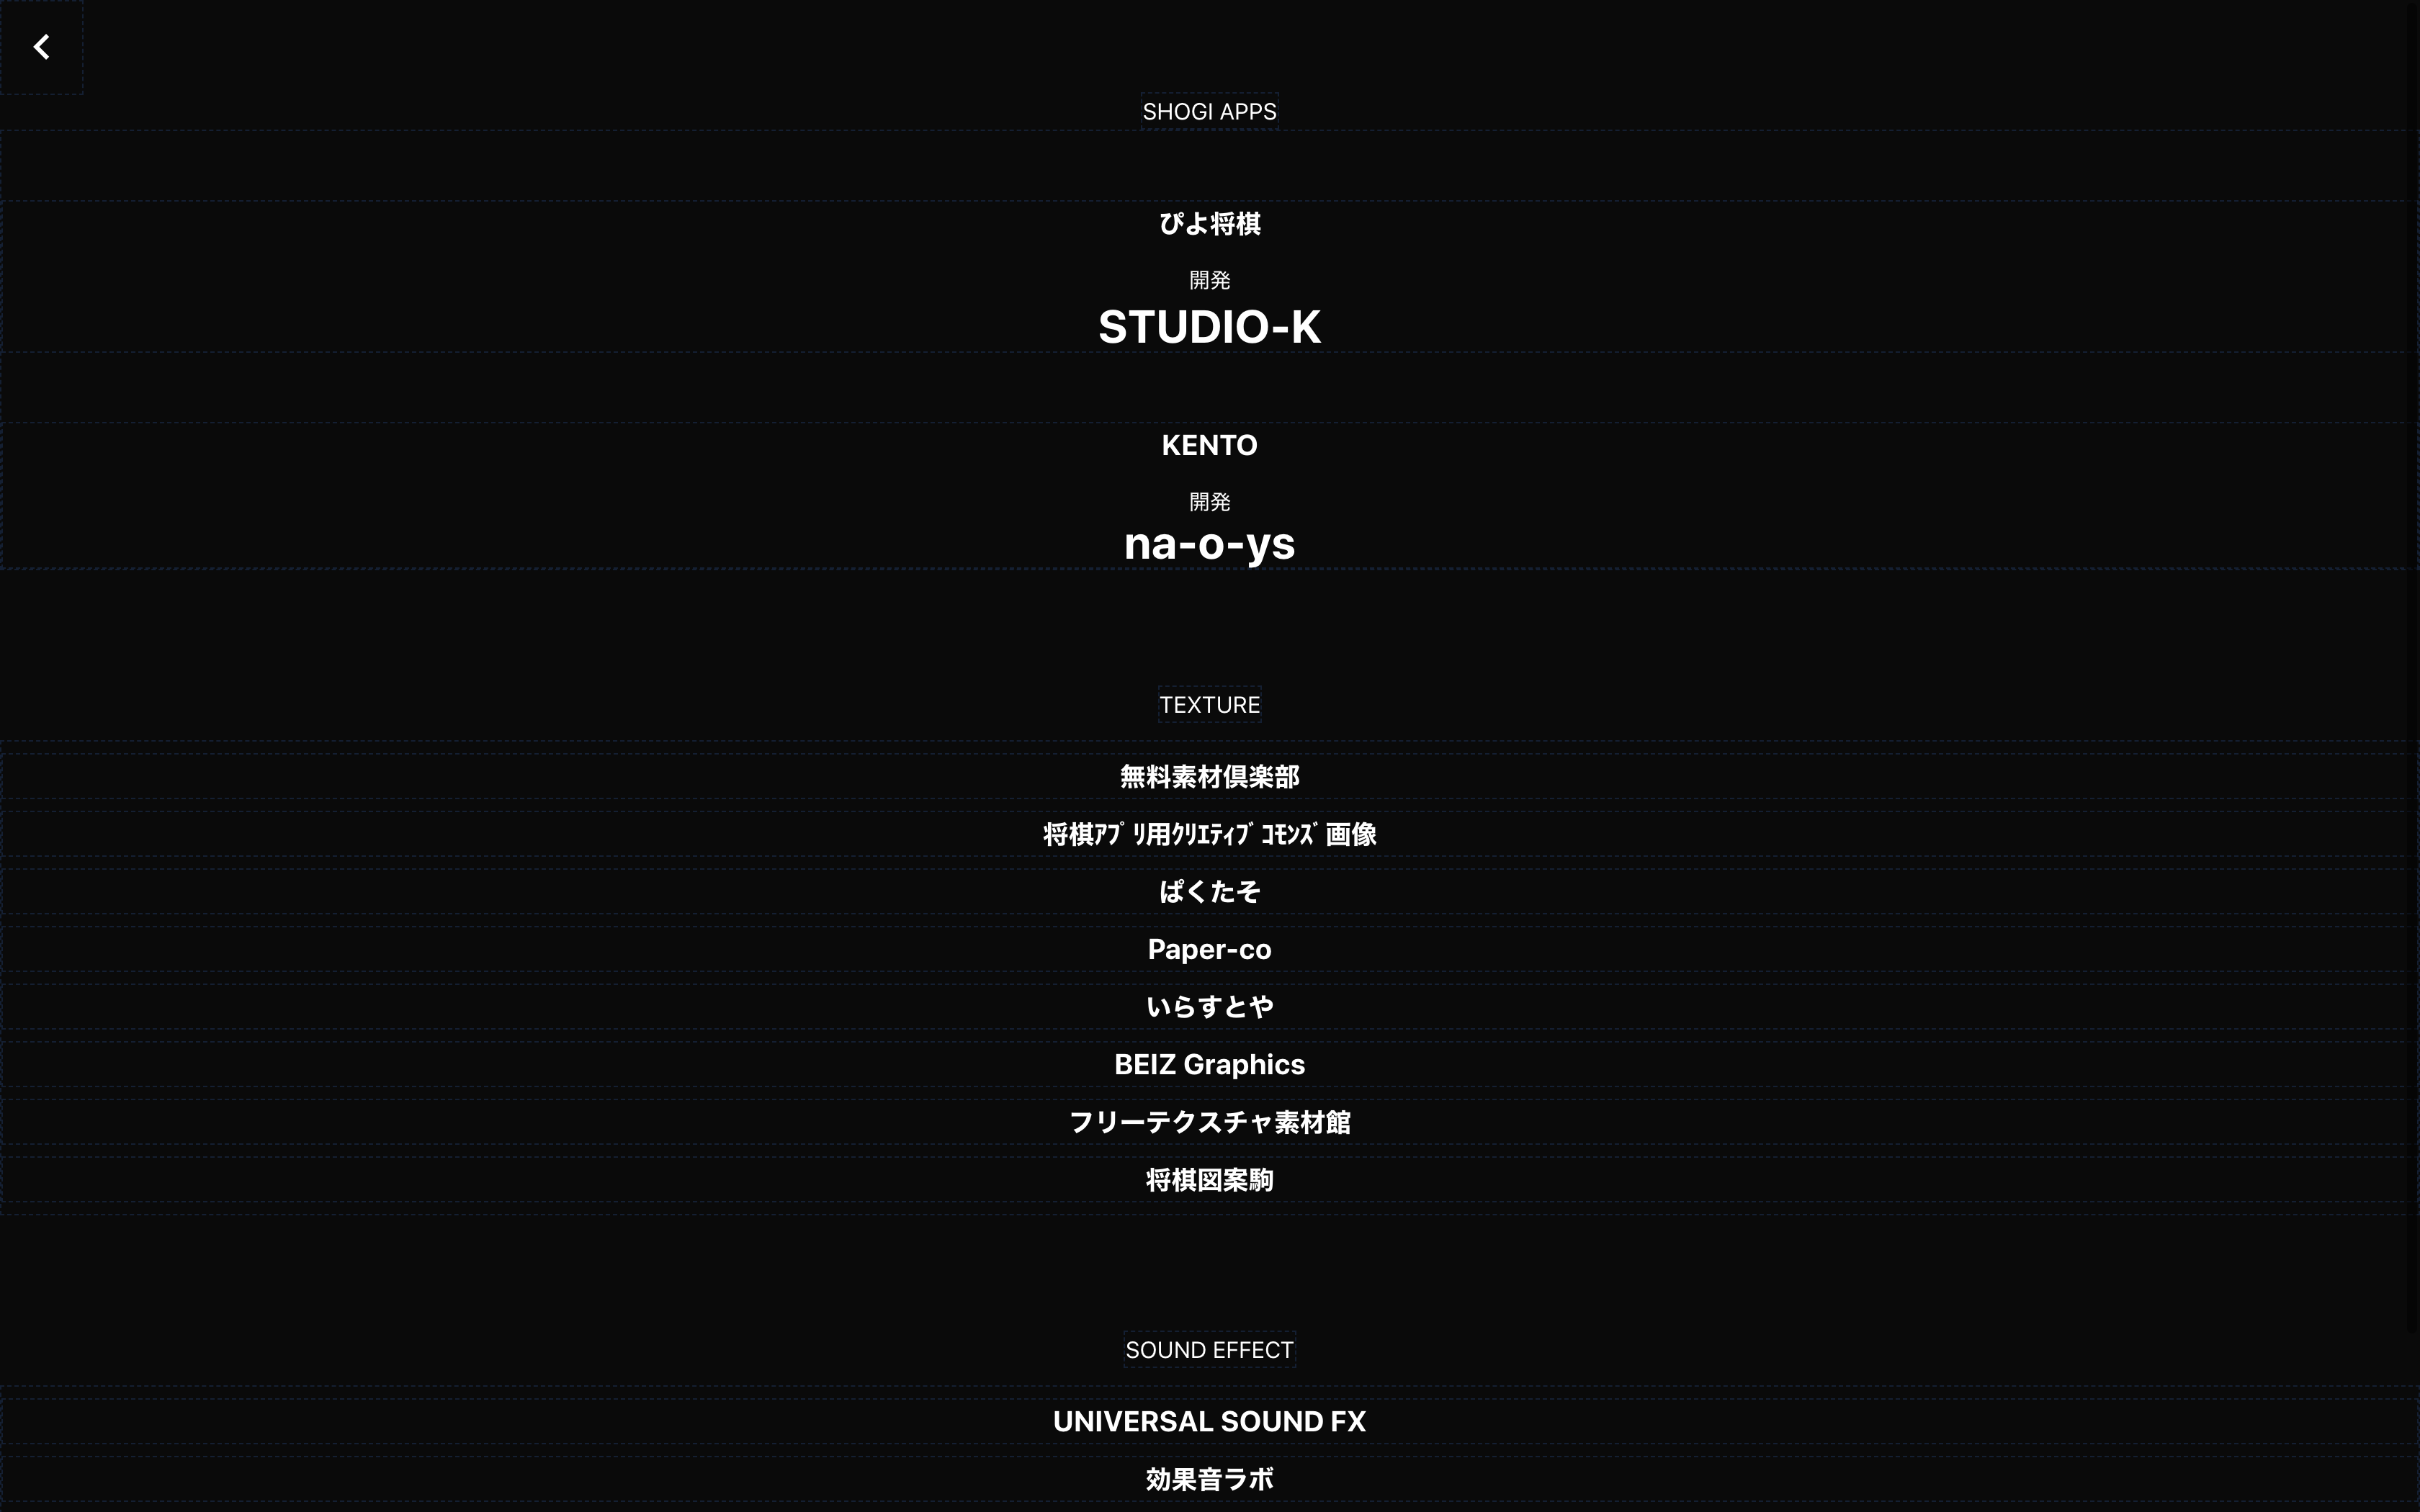 SHOGI APPS
ぴよ将棋
開発
STUDIO-K
KENTO
開発
na-o-ys
TEXTURE
無料素材倶楽部
将棋ｱﾌﾟﾘ用ｸﾘｴﾃｨﾌﾞｺﾓﾝｽﾞ画像
ぱくたそ
Paper-co
いらすとや
BEIZ Graphics
フリーテクスチャ素材館
将棋図案駒
SOUND EFFECT
UNIVERSAL SOUND FX
効果音ラボ